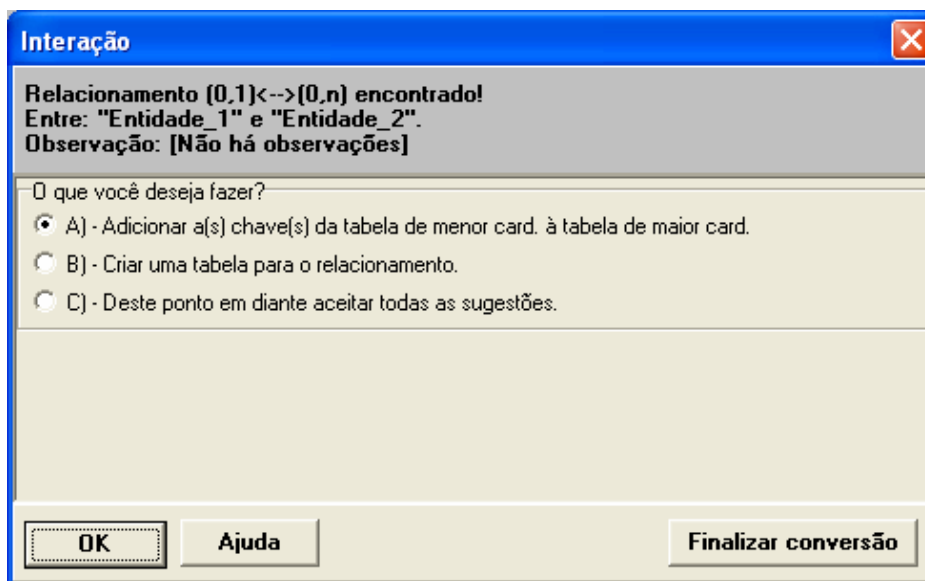 Interação
Relacionamento (0,1)<-->(0,n) encontrado!
Entre: "Entidade_1" e "Entidade_2".
Observação: [Não há observações]
O que você deseja fazer?
A) - Adicionar a(s) chave(s) da tabela de menor card. à tabela de maior card.
B) - Criar uma tabela para o relacionamento.
C) - Deste ponto em diante aceitar todas as sugestões.
OK Ajuda Finalizar conversão